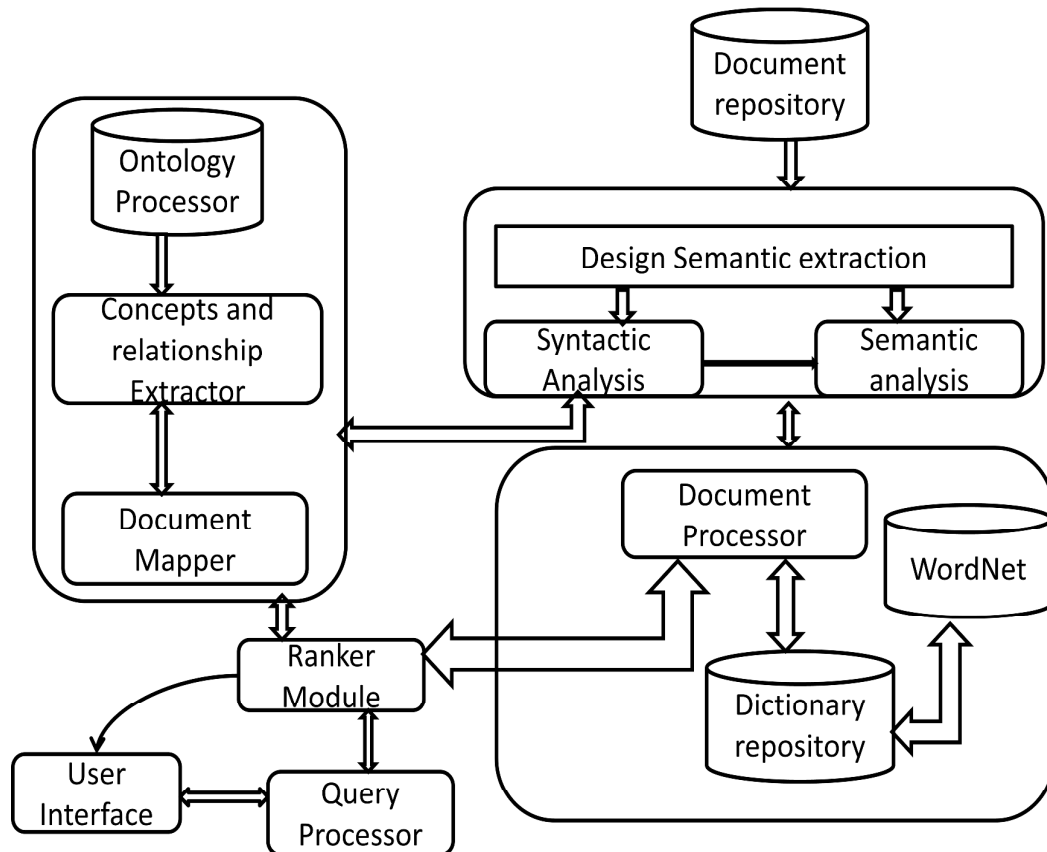 Document
repository
Ontology
Processor
Design Semantic extraction
Concepts and
relationship
Extractor
Syntactic
Analysis
Semantic
analysis
Document
Mapper
Document
Processor
WordNet
Ranker
Module
Dictionary
repository
User
Interface
Query
Processor